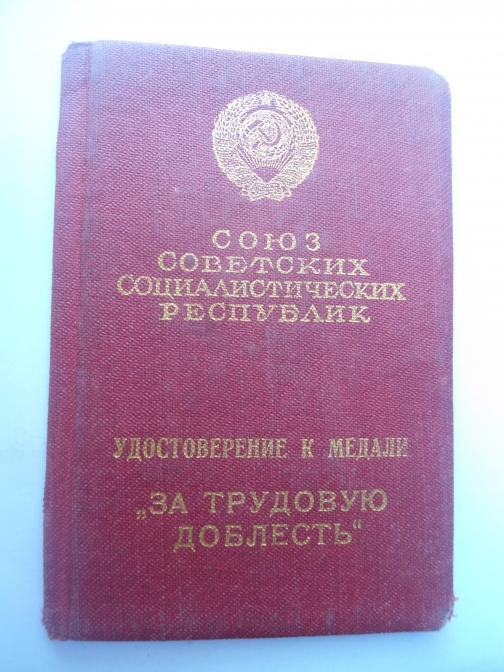 СОЮЗ
СОВЕТСКИХ
СОЦИАЛИСТИЧЕСКИХ
РЕСПУБЛИК
УДОСТОВЕРЕНИЕ К МЕДАЛИ
„ЗА ТРУДОВУЮ
ДОБЛЕСТЬ“